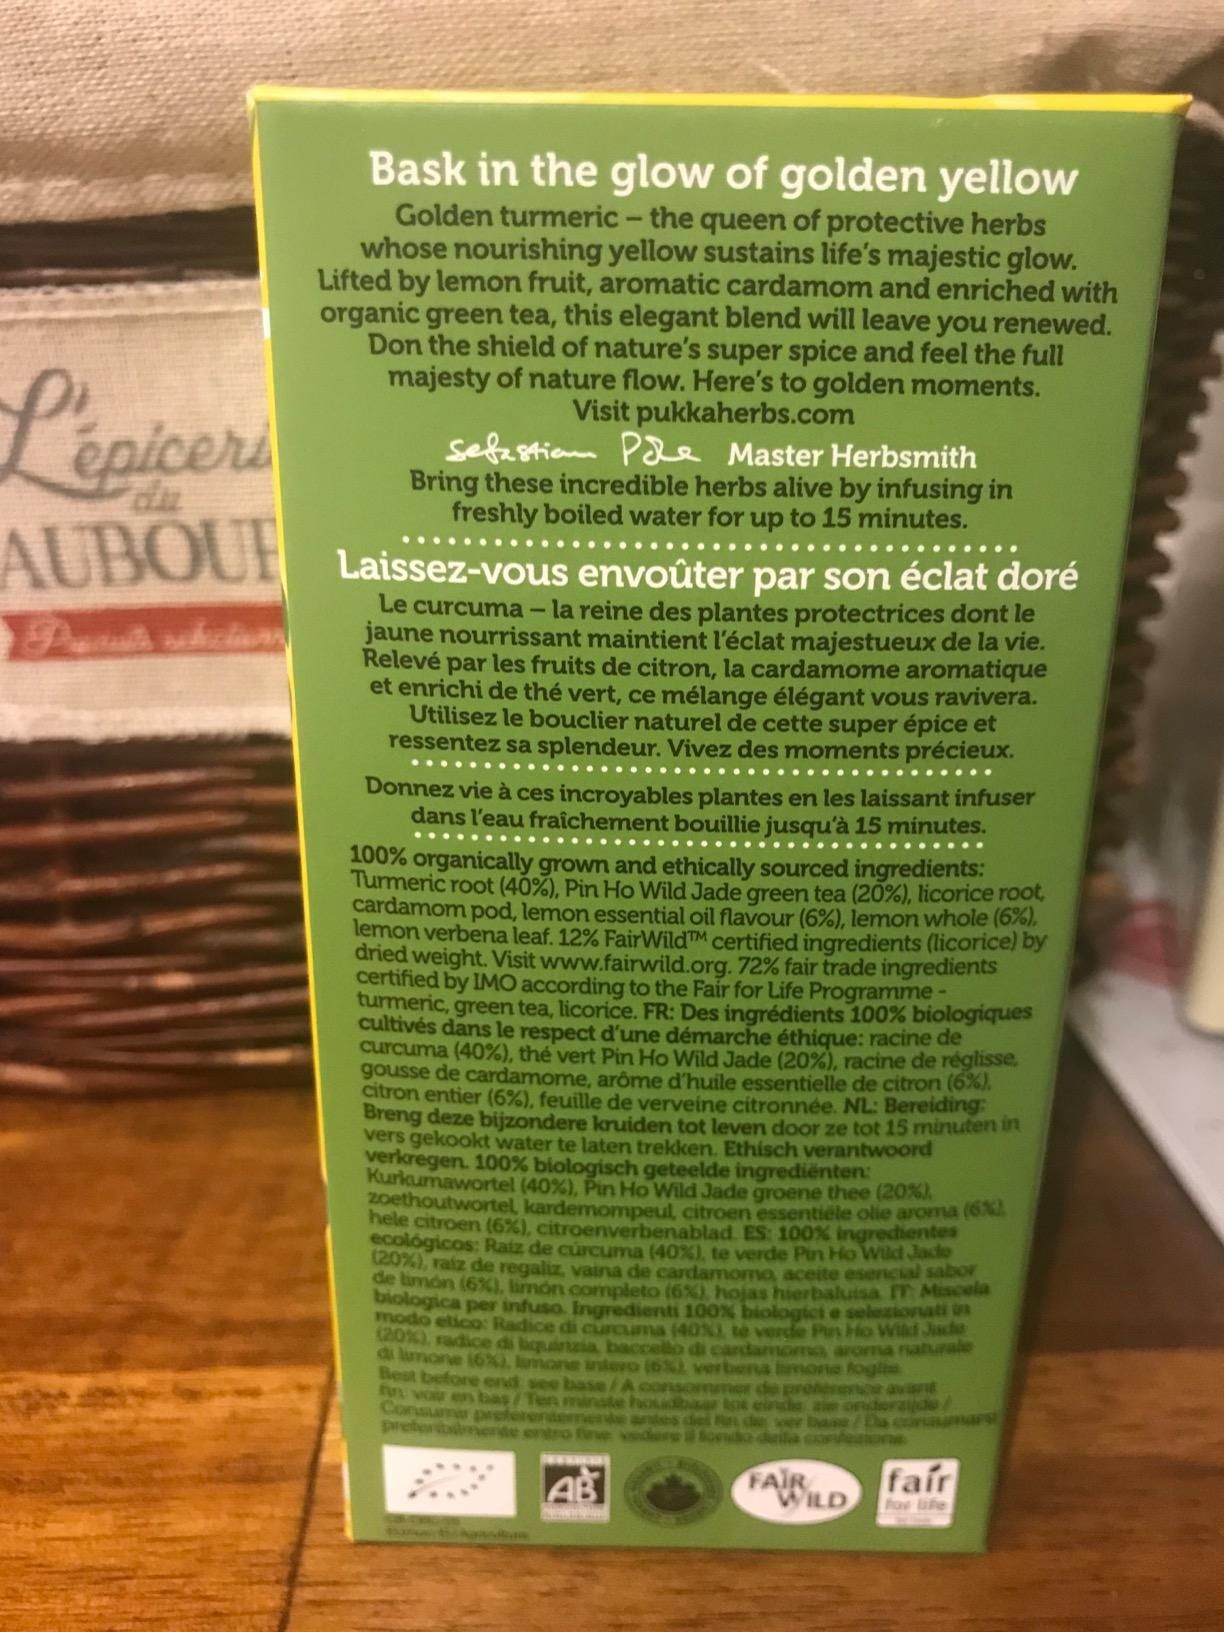 Bask in the glow of golden yellow
Golden turmeric – the queen of protective herbs
whose nourishing yellow sustains life's majestic glow.
Lifted by lemon fruit, aromatic cardamom and enriched with
organic green tea, this elegant blend will leave you renewed.
Don the shield of nature's super spice and feel the full
majesty of nature flow. Here's to golden moments.
Visit pukkaherbs.com
Sebastian Pole Master Herbsmith
Bring these incredible herbs alive by infusing in
freshly boiled water for up to 15 minutes.
Laissez-vous envoûter par son éclat doré
Le curcuma – la reine des plantes protectrices dont le
jaune nourrissant maintient l'éclat majestueux de la vie.
Relevé par les fruits de citron, la cardamome aromatique
et enrichi de thé vert, ce mélange élégant vous ravivera.
Utilisez le bouclier naturel de cette super épice et
ressentez sa splendeur. Vivez des moments précieux.
Donnez vie à ces incroyables plantes en les laissant infuser
dans l'eau fraîchement bouillie jusqu'à 15 minutes.
100% organically grown and ethically sourced ingredients:
Turmeric root (40%), Pin Ho Wild Jade green tea (20%), licorice root,
cardamom pod, lemon essential oil flavour (6%), lemon whole (6%),
lemon verbena leaf. 12% FairWild™ certified ingredients (licorice) by
dried weight. Visit www.fairwild.org. 72% fair trade ingredients
certified by IMO according to the Fair for Life Programme -
turmeric, green tea, licorice. FR: Des ingrédients 100% biologiques
cultivés dans le respect d'une démarche éthique: racine de
curcuma (40%), thé vert Pin Ho Wild Jade (20%), racine de réglisse,
gousse de cardamome, arôme d'huile essentielle de citron (6%),
citron entier (6%), feuille de verveine citronnée. NL: Bereiding:
Breng deze bijzondere kruiden tot leven door ze tot 15 minuten in
vers gekookt water te laten trekken. Ethisch verantwoord
verkregen. 100% biologisch geteelde ingrediënten:
Kurkumawortel (40%), Pin Ho Wild Jade groene thee (20%),
zoethoutwortel, kardemompeul, citroen essentiële olie aroma (6%),
hele citroen (6%), citroenverbenablad. ES: 100% ingredientes
ecológicos: Raíz de cúrcuma (40%), te verde Pin Ho Wild Jade
(20%), raíz de regaliz, vaina de cardamomo, aceite esencial sabor
de limón (6%), limón completo (6%), hojas hierbaluisa. IT: Miscela
biologica per infuso. Ingredienti 100% biologici e selezionati in
modo etico: Radice di curcuma (40%), tè verde Pin Ho Wild Jade
(20%), radice di liquirizia, baccello di cardamomo, aroma naturale
di limone (6%), limone intero (6%), verbena limone foglie.
Best before end: see base / A consommer de préférence avant
fin: voir en bas / Ten minste houdbaar tot einde: zie onderzijde /
Consumir preferentemente antes del fin de: ver base / Da consumarsi
preferibilmente entro fine: vedere il fondo della confezione.
AB
FAIR WILD
fair
for life
L'épiceri
du
AUBOUR